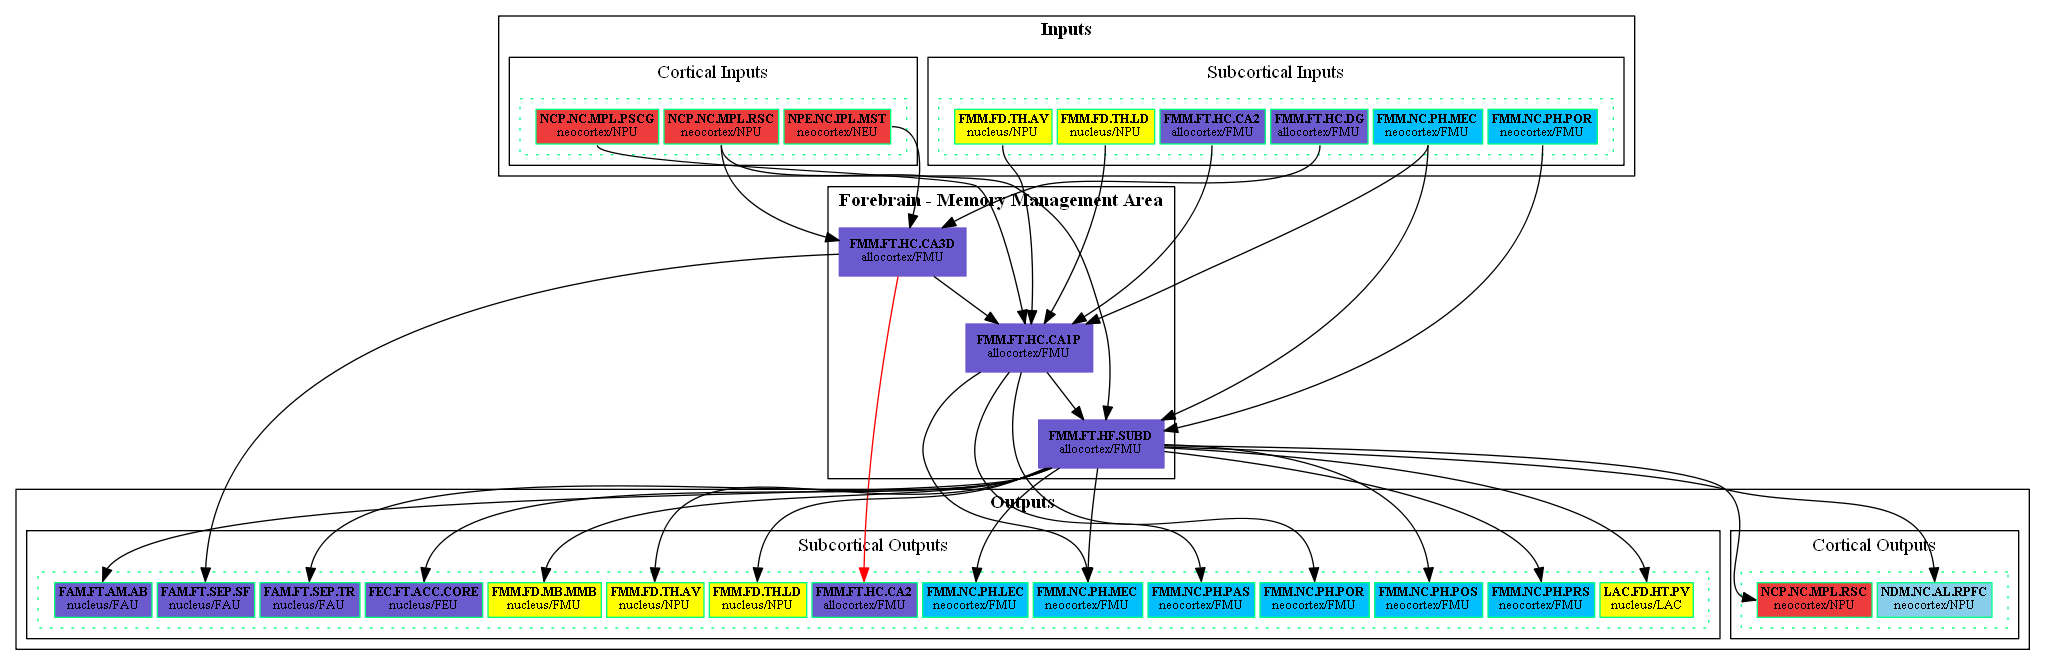 Inputs
Cortical Inputs
Subcortical Inputs
NCP.NC.MPL.PSCG
neocortex/NPU
NCP.NC.MPL.RSC
neocortex/NPU
NPE.NC.IPL.MST
neocortex/NEU
FMM.FD.TH.AV
nucleus/NPU
FMM.FD.TH.LD
nucleus/NPU
FMM.FT.HC.CA2
allocortex/FMU
FMM.FT.HC.DG
allocortex/FMU
FMM.NC.PH.MEC
neocortex/FMU
FMM.NC.PH.POR
neocortex/FMU
Forebrain - Memory Management Area
FMM.FT.HC.CA3D
allocortex/FMU
FMM.FT.HC.CA1P
allocortex/FMU
FMM.FT.HF.SUBD
allocortex/FMU
Outputs
Subcortical Outputs
Cortical Outputs
FAM.FT.AM.AB
nucleus/FAU
FAM.FT.SEP.SF
nucleus/FAU
FAM.FT.SEP.TR
nucleus/FAU
FEC.FT.ACC.CORE
nucleus/FEU
FMM.FD.MB.MMB
nucleus/FMU
FMM.FD.TH.AV
nucleus/NPU
FMM.FD.TH.LD
nucleus/NPU
FMM.FT.HC.CA2
allocortex/FMU
FMM.NC.PH.LEC
neocortex/FMU
FMM.NC.PH.MEC
neocortex/FMU
FMM.NC.PH.PAS
neocortex/FMU
FMM.NC.PH.POR
neocortex/FMU
FMM.NC.PH.POS
neocortex/FMU
FMM.NC.PH.PRS
neocortex/FMU
LAC.FD.HT.PV
nucleus/LAC
NCP.NC.MPL.RSC
neocortex/NPU
NDM.NC.AL.RPFC
neocortex/NPU